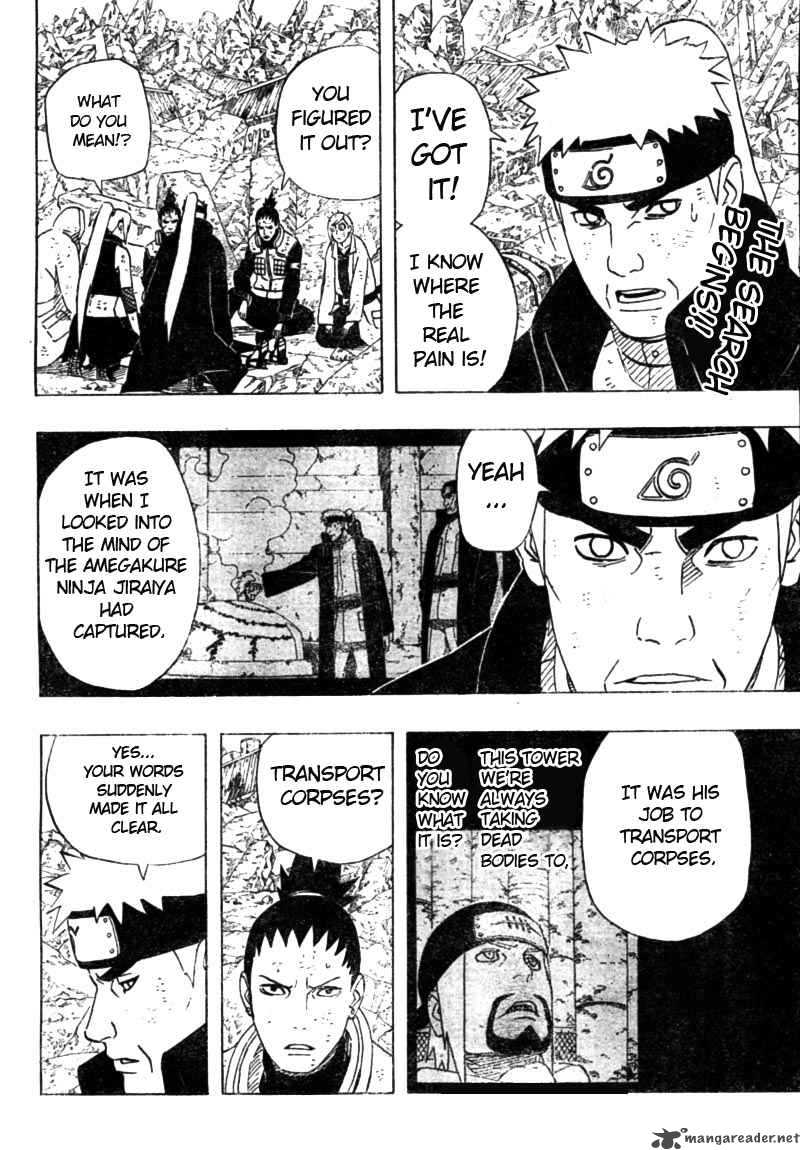 I'VE
GOT
IT!
I KNOW
WHERE
THE
REAL
PAIN IS!
THE SEARCH
BEGINS!!
YOU
FIGURED
IT OUT?
WHAT
DO YOU
MEAN!?
YEAH
...
IT WAS
WHEN I
LOOKED INTO
THE MIND OF
THE AMEGAKURE
NINJA JIRAIYA
HAD
CAPTURED.
IT WAS HIS
JOB TO
TRANSPORT
CORPSES.
THIS TOWER
WE'RE
ALWAYS
TAKING
DEAD
BODIES TO,
DO
YOU
KNOW
WHAT
IT IS?
TRANSPORT
CORPSES?
YES...
YOUR WORDS
SUDDENLY
MADE IT ALL
CLEAR.
mangareader.net